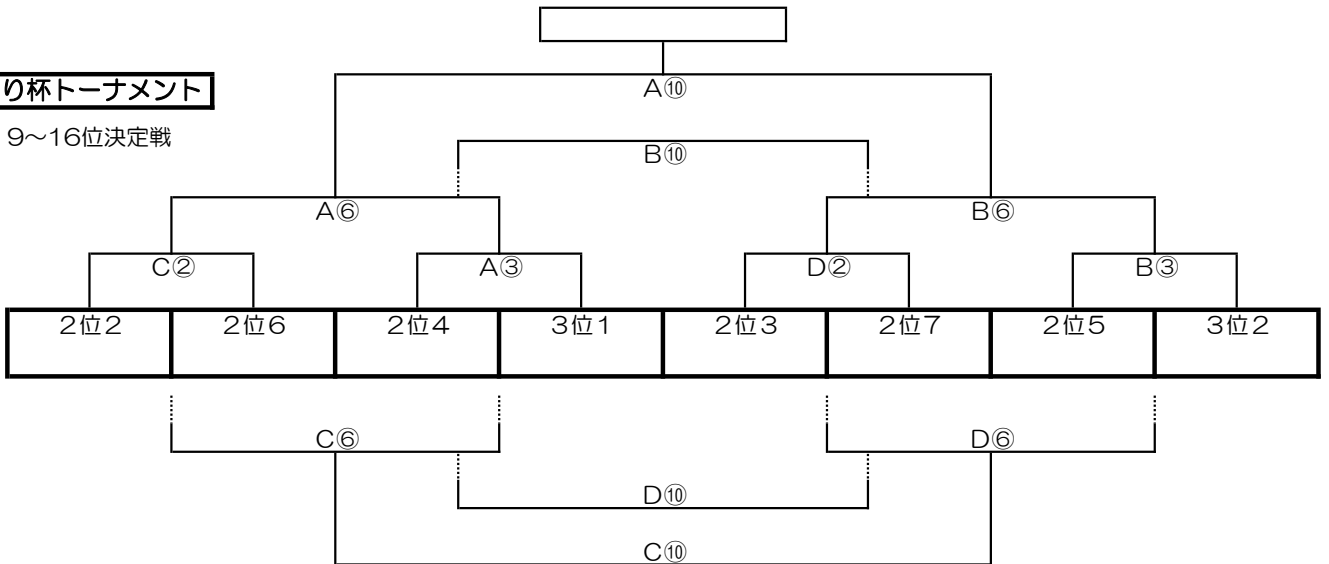 A⑩
り杯トーナメント
9～16位決定戦
B⑩
A⑥ B⑥
C② A③ D② B③
2位2 2位6 2位4 3位1 2位3 2位7 2位5 3位2
C⑥ D⑥
D⑩
C⑩